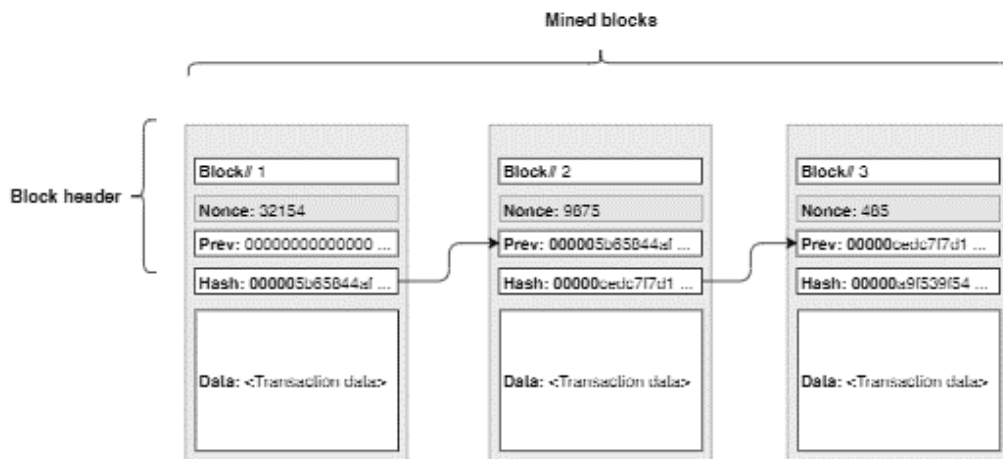 Mined blocks
Block header
Block# 1
Nonce: 32154
Prev: 00000000000000 ...
Hash: 000005b65844af ...
Data: <Transaction data>
Block# 2
Nonce: 9875
Prev: 000005b65844af ...
Hash: 00000cedc7f7d1 ...
Data: <Transaction data>
Block# 3
Nonce: 485
Prev: 00000cedc7f7d1 ...
Hash: 00000a9f539f54 ...
Data: <Transaction data>